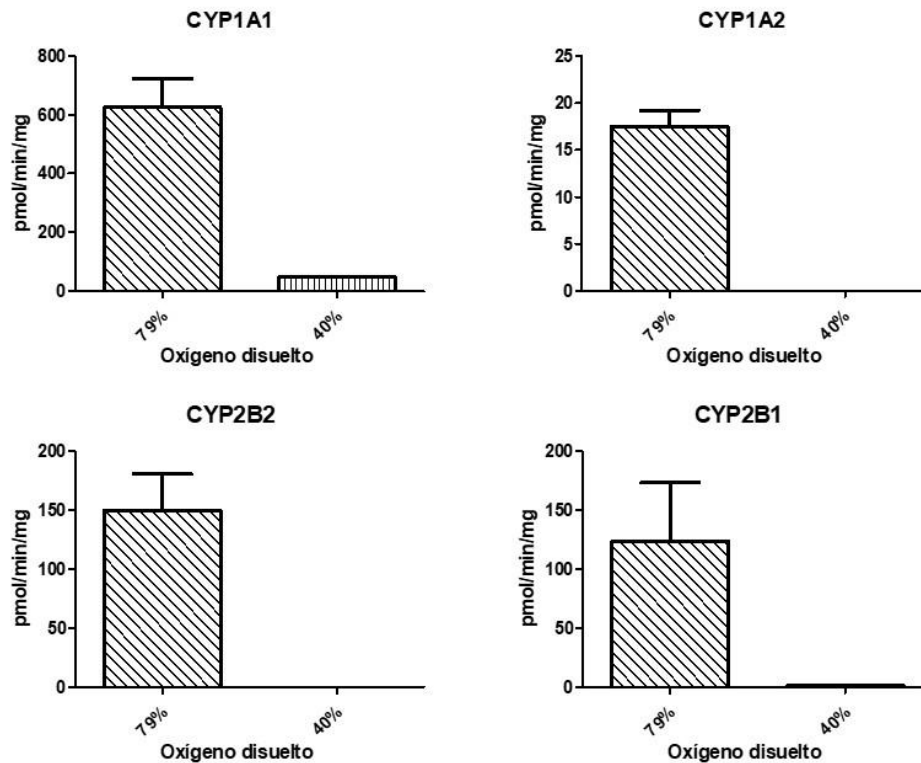 CYP1A1
800
600
400
200
0
pmol/min/mg
79%
40%
Oxígeno disuelto
CYP1A2
25
20
15
10
5
0
pmol/min/mg
79%
40%
Oxígeno disuelto
CYP2B2
200
150
100
50
0
pmol/min/mg
79%
40%
Oxígeno disuelto
CYP2B1
200
150
100
50
0
pmol/min/mg
79%
40%
Oxígeno disuelto